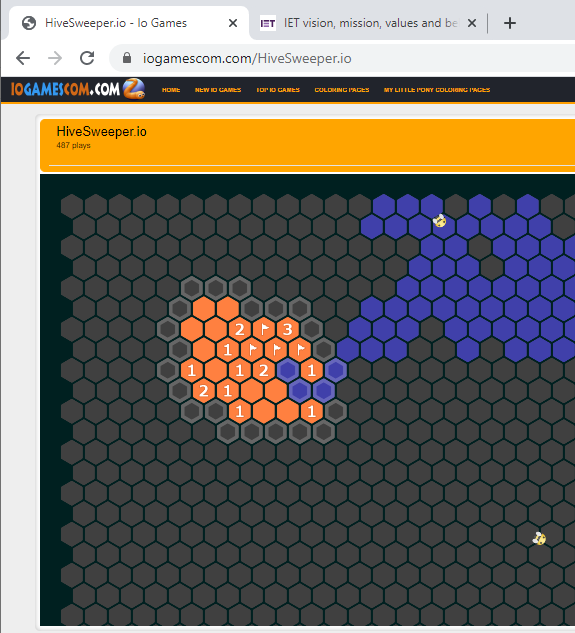 HiveSweeper.io - Io Games
IET vision, mission, values and be
iogamescom.com/HiveSweeper.io
IOGAMESCOM.COM HOME NEW IO GAMES TOP IO GAMES COLORING PAGES MY LITTLE PONY COLORING PAGES
HiveSweeper.io
487 plays
2 3
1
1 1 2 1
2 1
1 1